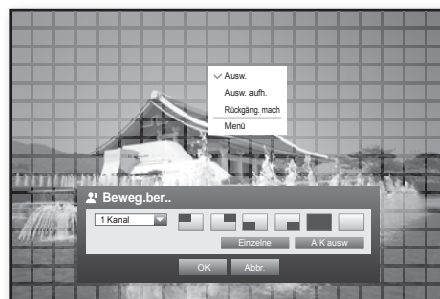 Ausw.
Ausw. aufh.
Rückgäng. mach
Menü
Beweg.ber..
1 Kanal
Einzelne
A K ausw
OK
Abbr.